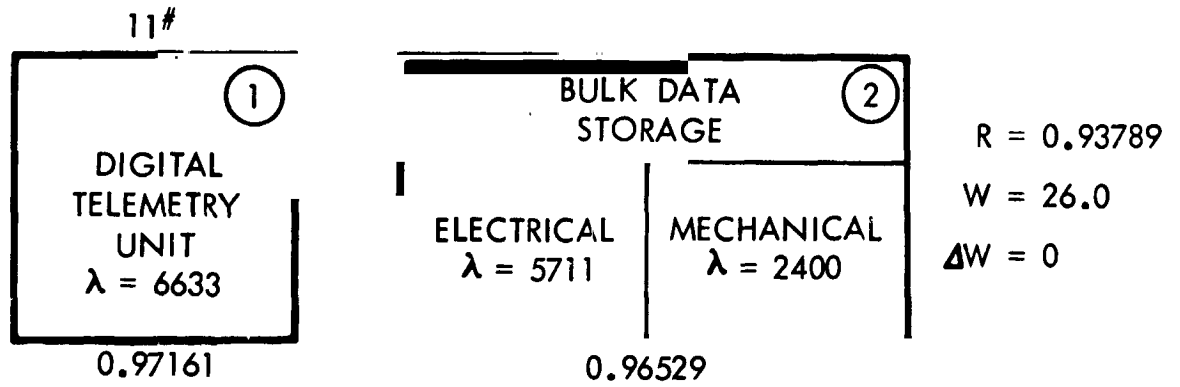 11#
1
DIGITAL
TELEMETRY
UNIT
λ = 6633
0.97161
BULK DATA
STORAGE
2
ELECTRICAL
λ = 5711
MECHANICAL
λ = 2400
0.96529
R = 0.93789
W = 26.0
ΔW = 0